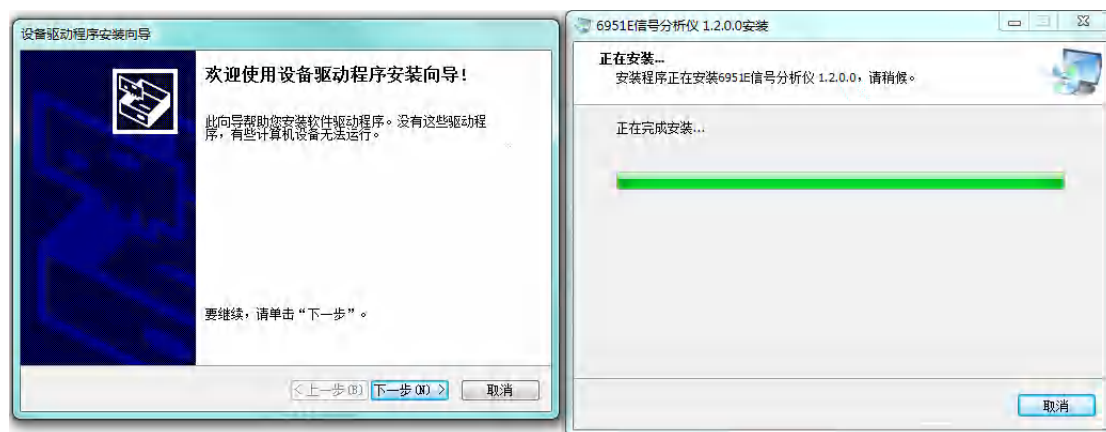 设备驱动程序安装向导
欢迎使用设备驱动程序安装向导!
此向导帮助您安装软件驱动程序。没有这些驱动程
序，有些计算机设备无法运行。
要继续，请单击“下一步”。
<上一步(B)
下一步(N) >
取消
6951E信号分析仪 1.2.0.0安装
正在安装...
安装程序正在安装6951E信号分析仪 1.2.0.0，请稍候。
正在完成安装...
取消